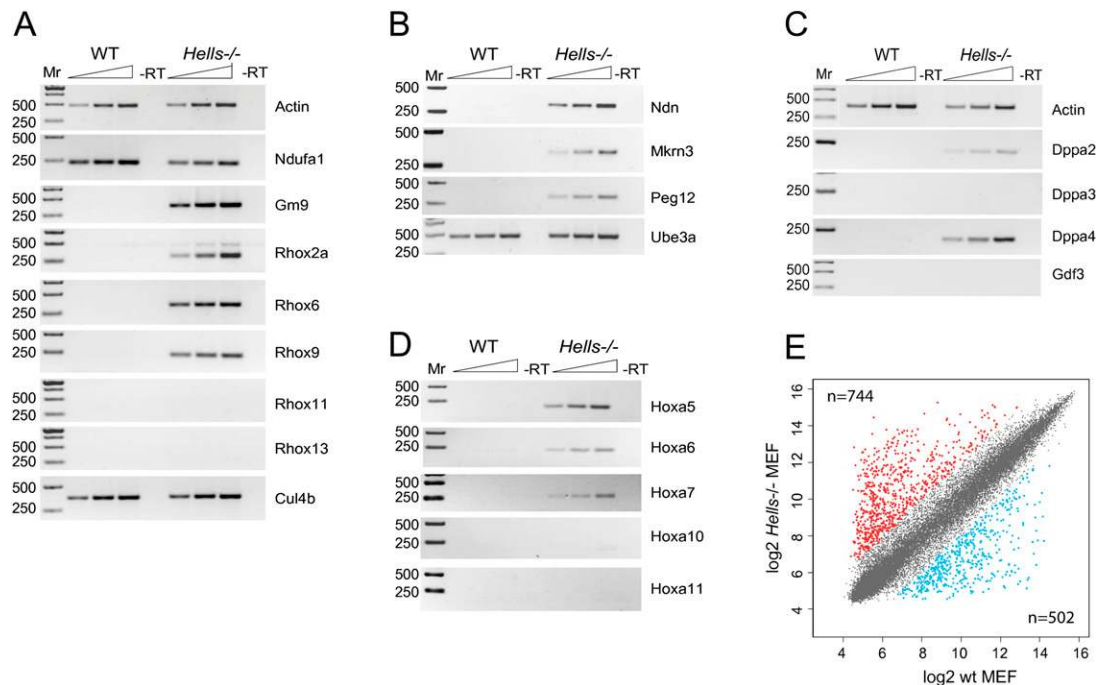 A
WT Hells-/-
Mr -RT -RT
500
250
Actin
500
250
Ndufa1
500
250
Gm9
500
250
Rhox2a
500
250
Rhox6
500
250
Rhox9
500
250
Rhox11
500
250
Rhox13
500
250
Cul4b
B
WT Hells-/-
Mr -RT -RT
500
250
Ndn
250
Mkrn3
500
250
Peg12
500
250
Ube3a
C
WT Hells-/-
Mr -RT -RT
500
250
Actin
250
Dppa2
250
Dppa3
250
Dppa4
500
250
Gdf3
D
WT Hells-/-
Mr -RT -RT
500
250
Hoxa5
500
250
Hoxa6
500
250
Hoxa7
500
250
Hoxa10
500
250
Hoxa11
E
n=744
n=502
log2 Hells-/- MEF
16
14
12
10
8
6
4
4 6 8 10 12 14 16
log2 wt MEF